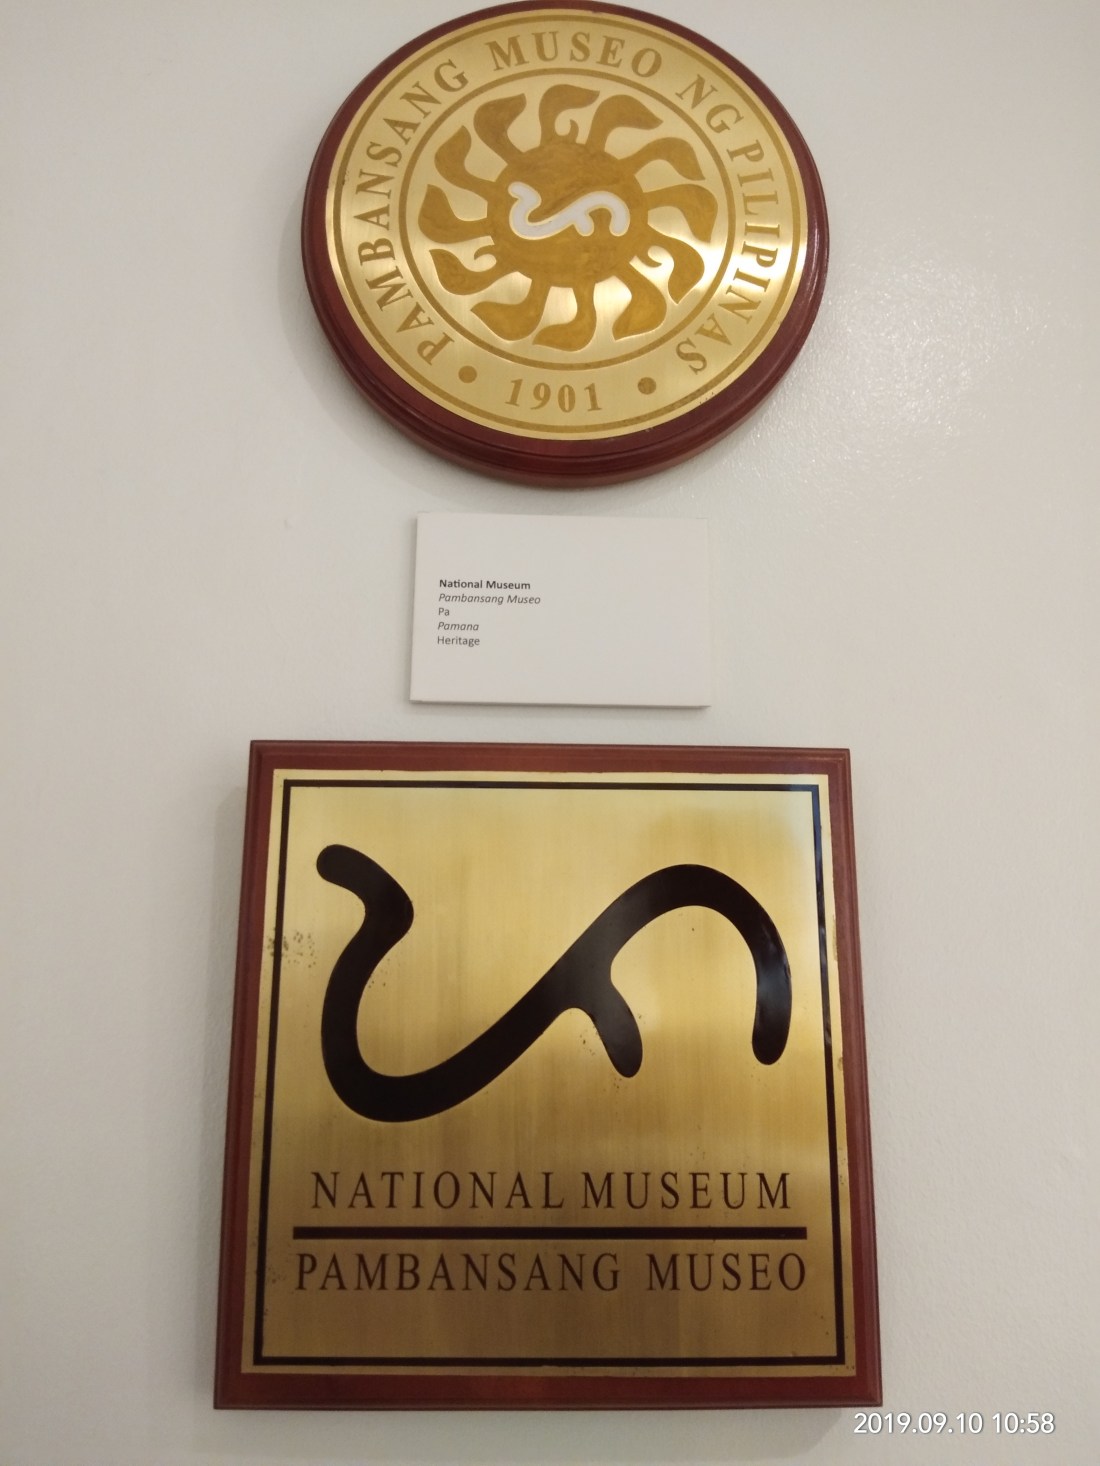 PAMBANSANG MUSEO NG PILIPINAS
ᜉ
• 1901 •
National Museum
Pambansang Museo
Pa
Pamana
Heritage
ᜉ
NATIONAL MUSEUM
PAMBANSANG MUSEO
2019.09.10 10:58